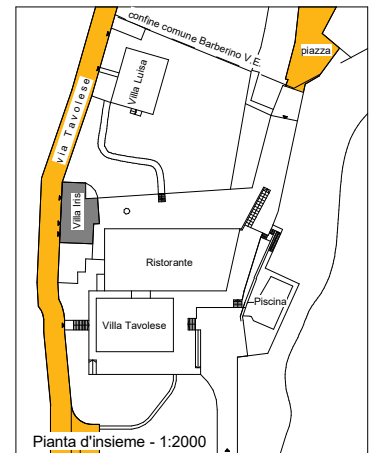 confine comune Barberino V.E.
piazza
Villa Luisa
via Tavolese
Villa Iris
Ristorante
Piscina
Villa Tavolese
Pianta d'insieme - 1:2000